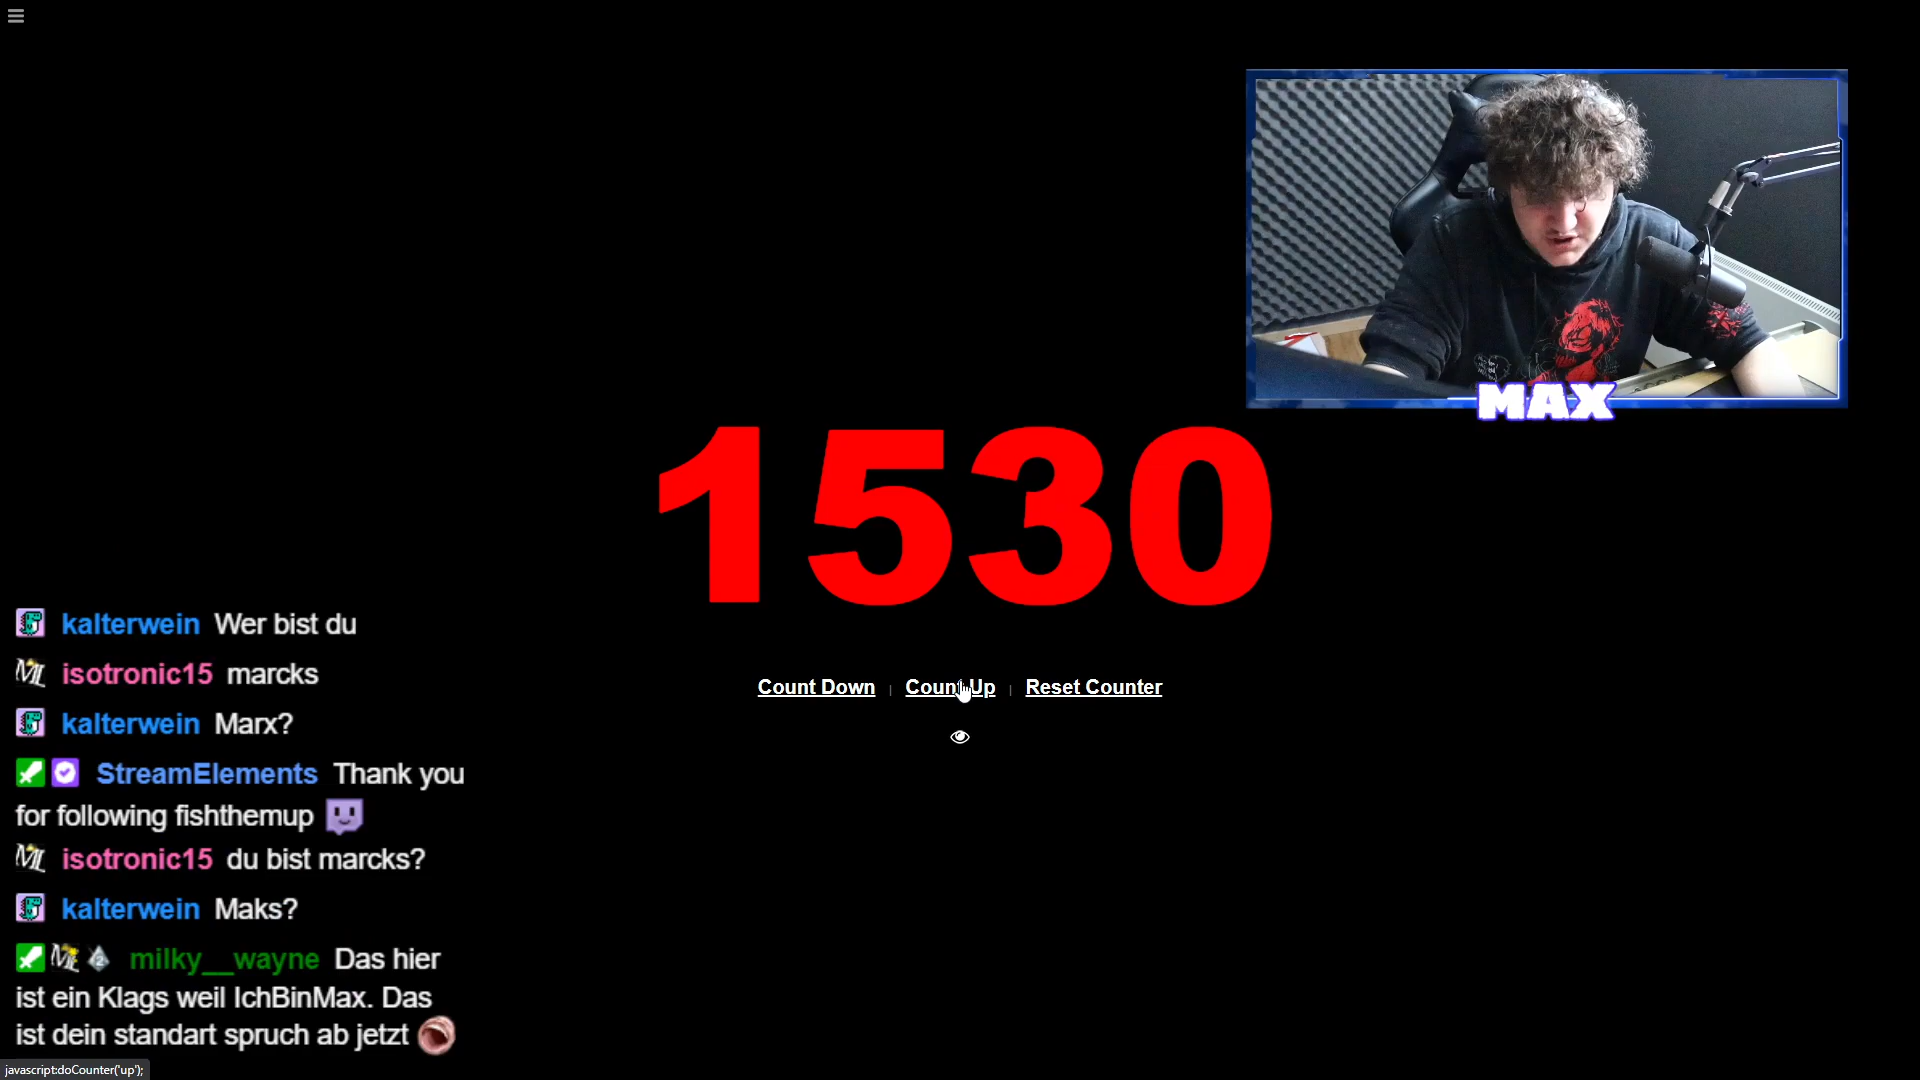 MAX
1530
Count Down | Count Up | Reset Counter
kalterwein Wer bist du
isotronic15 marcks
kalterwein Marx?
StreamElements Thank you
for following fishthemup
isotronic15 du bist marcks?
kalterwein Maks?
milky__wayne Das hier
ist ein Klags weil IchBinMax. Das
ist dein standart spruch ab jetzt
javascript:doCounter('up');